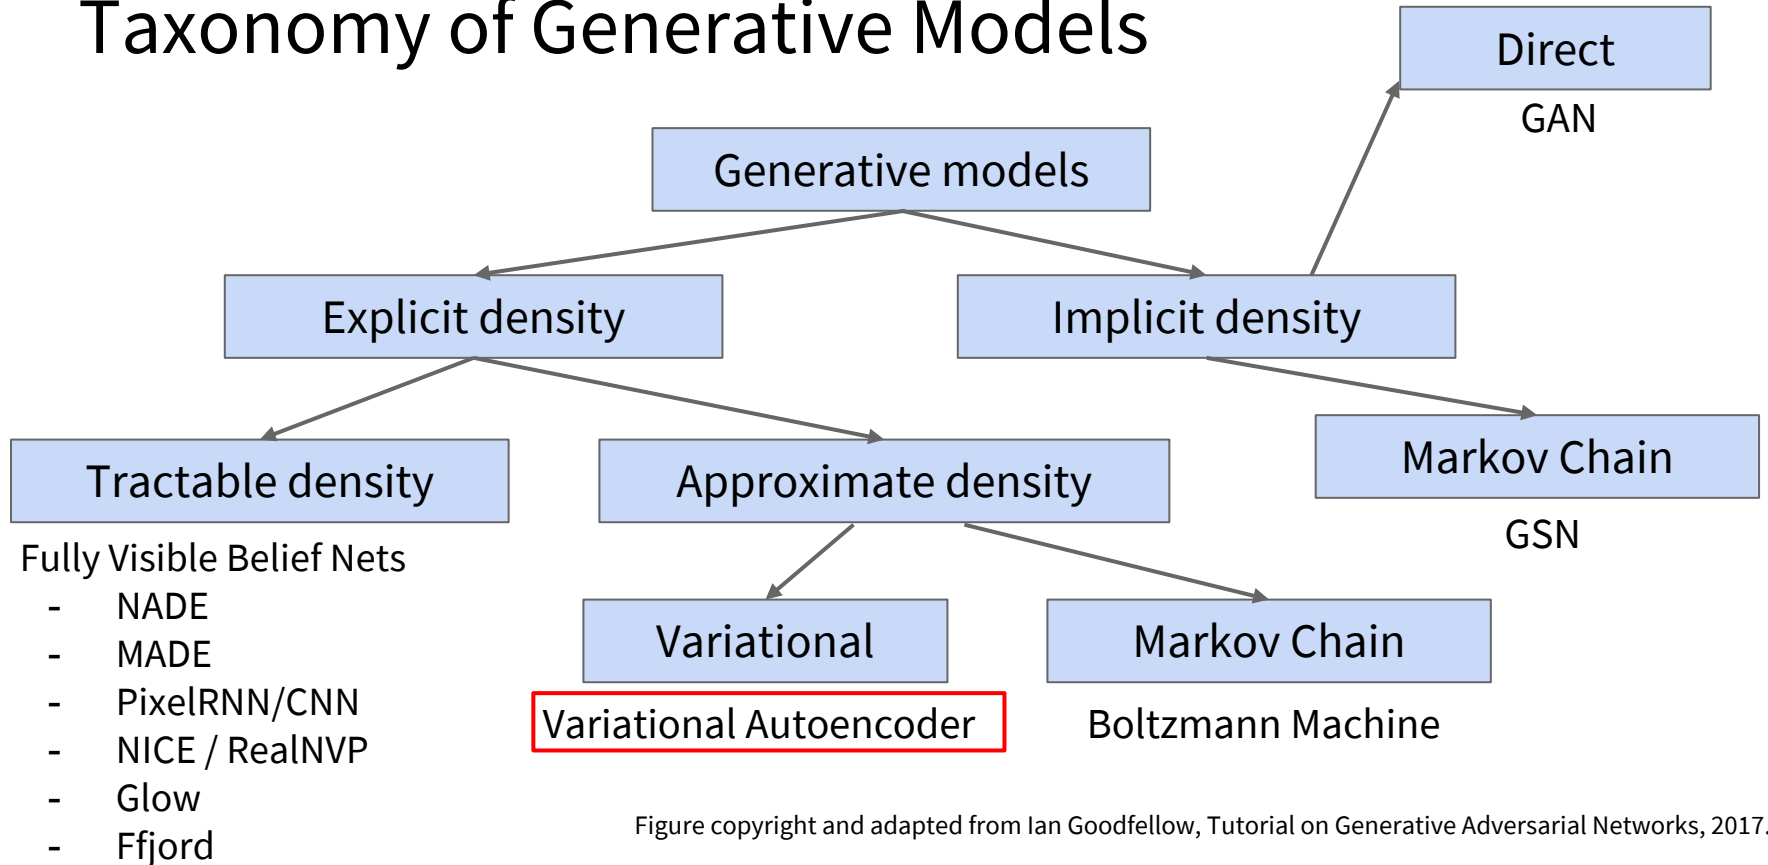 Taxonomy of Generative Models
Direct
GAN
Generative models
Explicit density
Implicit density
Tractable density
Approximate density
Markov Chain
GSN
Fully Visible Belief Nets
- NADE
- MADE
- PixelRNN/CNN
- NICE / RealNVP
- Glow
- Ffjord
Variational
Markov Chain
Variational Autoencoder
Boltzmann Machine
Figure copyright and adapted from Ian Goodfellow, Tutorial on Generative Adversarial Networks, 2017.